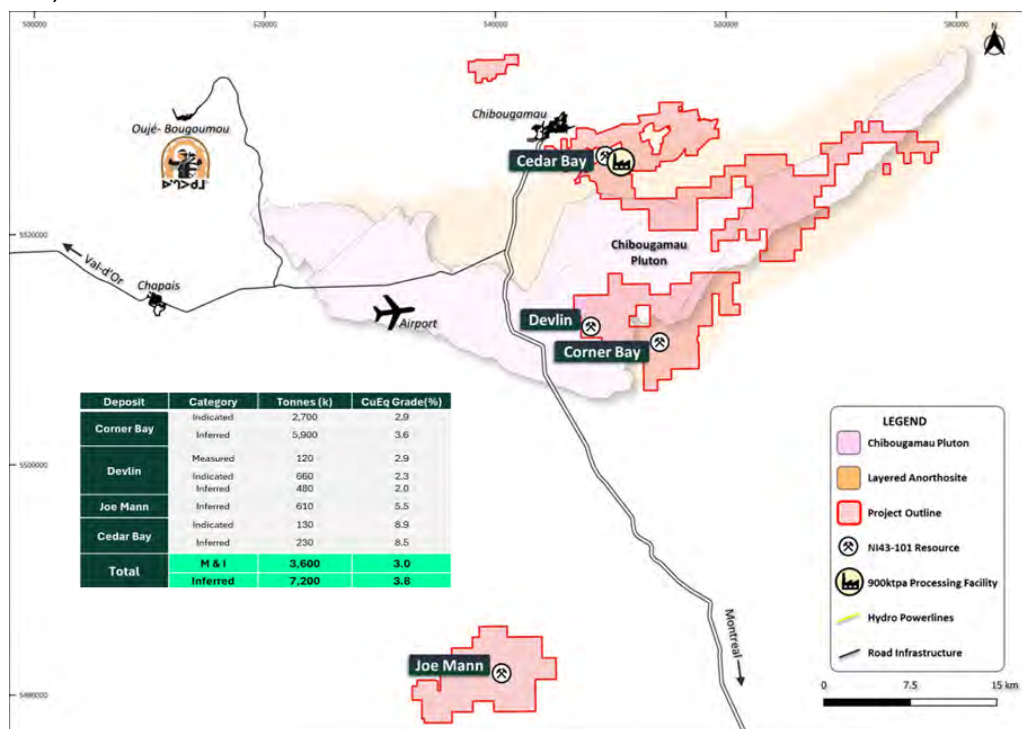 500000 520000 540000 560000 580000
N
Oujé- Bougoumou
Chibougamau
Cedar Bay
5520000
Chibougamau
Pluton
Val-d'Or
Chapais
Airport
Devlin
Corner Bay
Deposit Category Tonnes (k) CuEq Grade(%)
Corner Bay Indicated 2,700 2.9
Inferred 5,900 3.6
Devlin Measured 120 2.9
Indicated 660 2.3
Inferred 480 2.0
Joe Mann Inferred 610 5.5
Cedar Bay Indicated 130 8.9
Inferred 230 8.5
Total M & I 3,600 3.0
Inferred 7,200 3.8
5500000
5480000
Joe Mann
Montreal
LEGEND
Chibougamau Pluton
Layered Anorthosite
Project Outline
NI43-101 Resource
900ktpa Processing Facility
Hydro Powerlines
Road Infrastructure
0 7.5 15 km